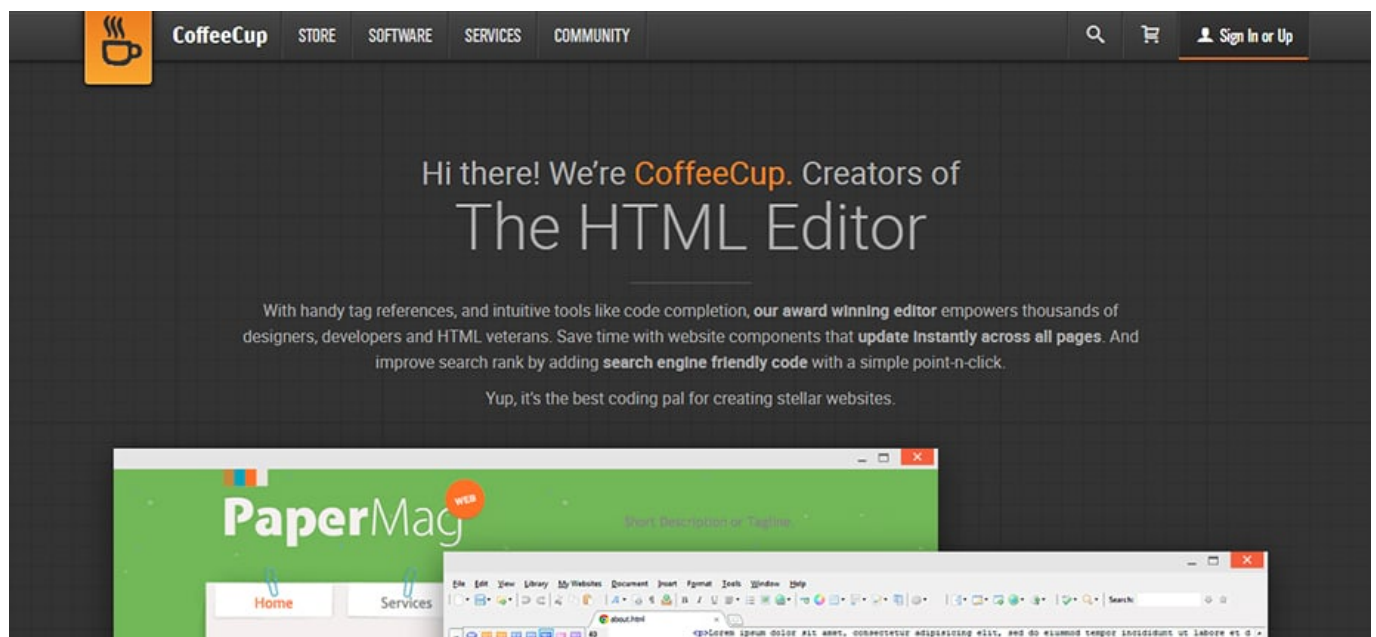 CoffeeCup STORE SOFTWARE SERVICES COMMUNITY Sign In or Up
Hi there! We're CoffeeCup. Creators of
The HTML Editor
With handy tag references, and intuitive tools like code completion, our award winning editor empowers thousands of
designers, developers and HTML veterans. Save time with website components that update instantly across all pages. And
improve search rank by adding search engine friendly code with a simple point-n-click.
Yup, it's the best coding pal for creating stellar websites.
PaperMag WEB
Short Description or Tagline.
Home Services
File Edit View Library My Websites Document Insert Format Tools Window Help
Search:
about.html
<p>Lorem ipsum dolor sit amet, consectetur adipisicing elit, sed do eiusmod tempor incididunt ut labore et d